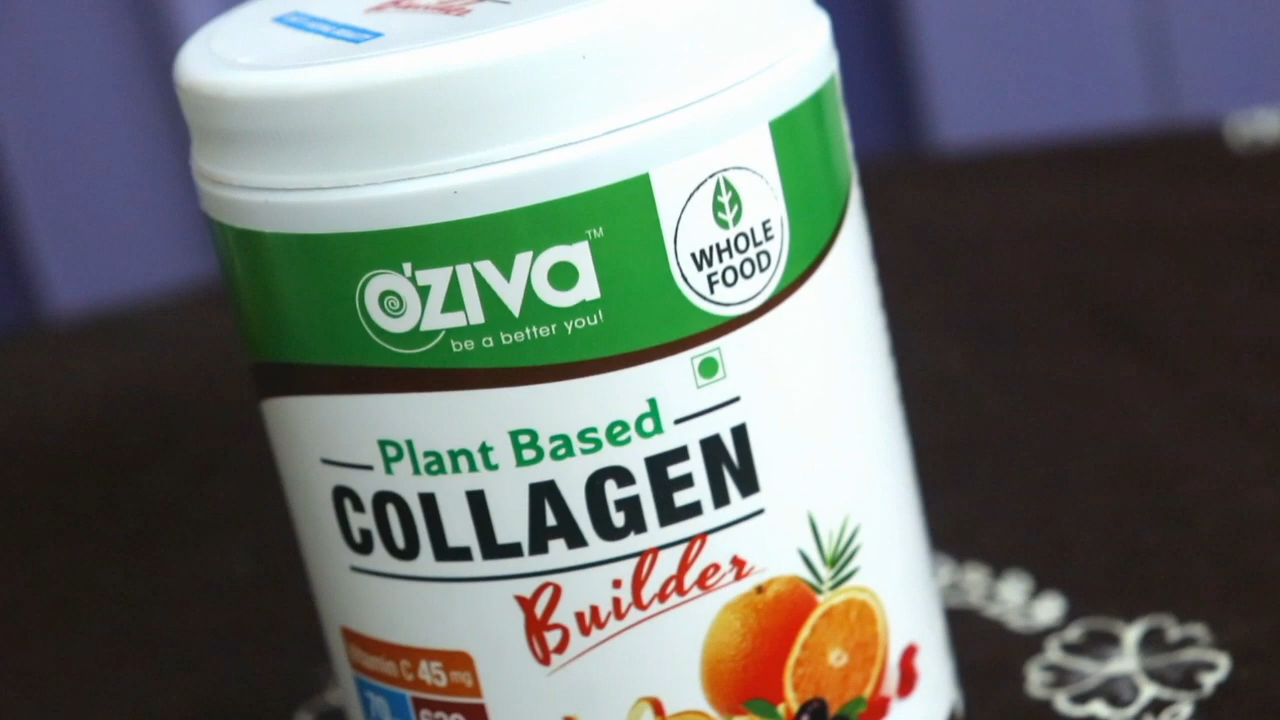 O'ZIVA™
be a better you!
WHOLE
FOOD
Plant Based
COLLAGEN
Builder
Vitamin C 45 mg